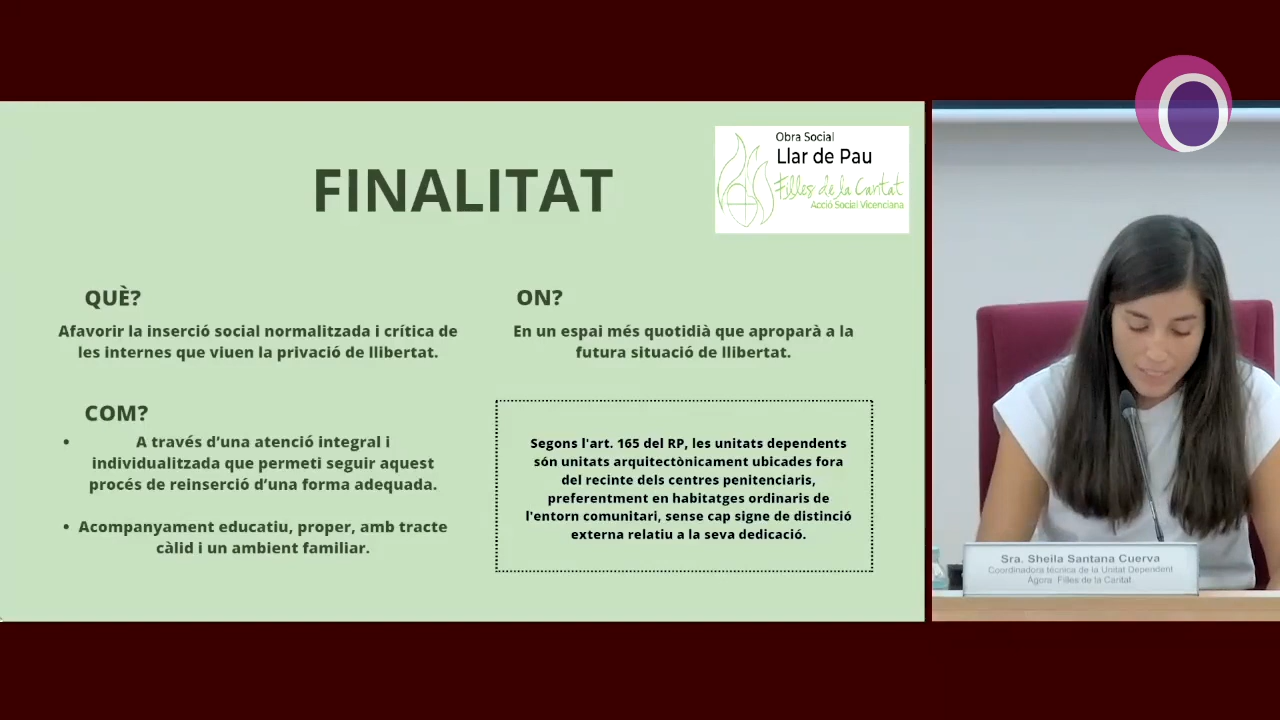 Obra Social
Llar de Pau
Filles de la Caritat
Acció Social Vicenciana
FINALITAT
QUÈ?
Afavorir la inserció social normalitzada i crítica de
les internes que viuen la privació de llibertat.
COM?
• A través d’una atenció integral i
individualitzada que permeti seguir aquest
procés de reinserció d’una forma adequada.
• Acompanyament educatiu, proper, amb tracte
càlid i un ambient familiar.
ON?
En un espai més quotidià que aproparà a la
futura situació de llibertat.
Segons l'art. 165 del RP, les unitats dependents
són unitats arquitectònicament ubicades fora
del recinte dels centres penitenciaris,
preferentment en habitatges ordinaris de
l'entorn comunitari, sense cap signe de distinció
externa relatiu a la seva dedicació.
Sra. Sheila Santana Cuerva
Coordinadora tècnica de la Unitat Dependent
Àgora. Filles de la Caritat